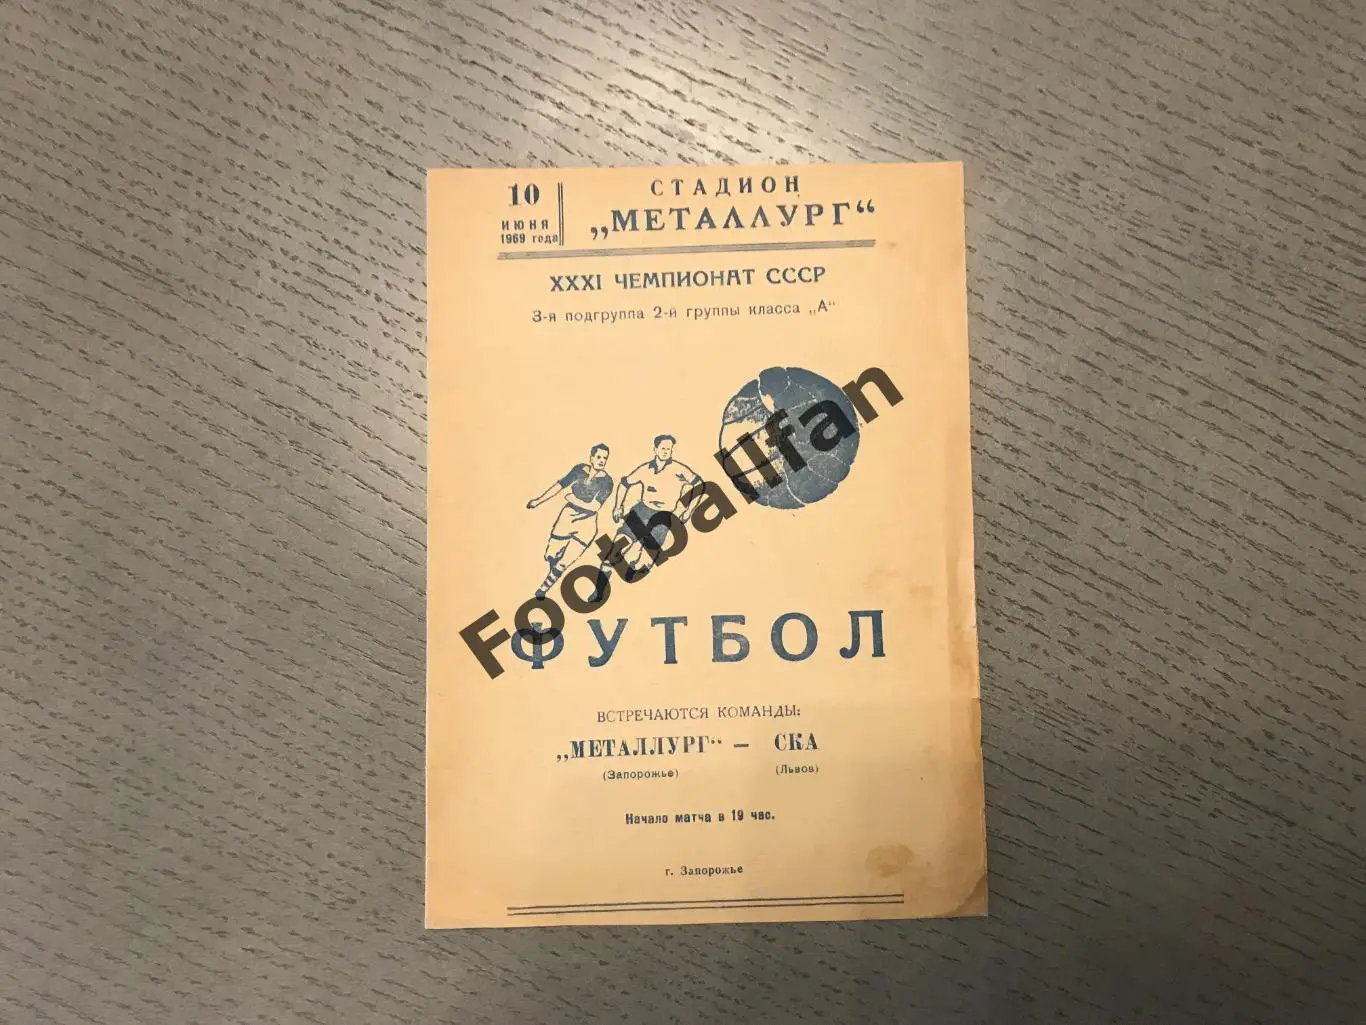 10
ИЮНЯ
1969 года
СТАДИОН
„МЕТАЛЛУРГ“
XXXI ЧЕМПИОНАТ СССР
3-я подгруппа 2-й группы класса „А“
Footballfan
ФУТБОЛ
ВСТРЕЧАЮТСЯ КОМАНДЫ:
„МЕТАЛЛУРГ“ — СКА
(Запорожье) (Львов)
Начало матча в 19 час.
г. Запорожье